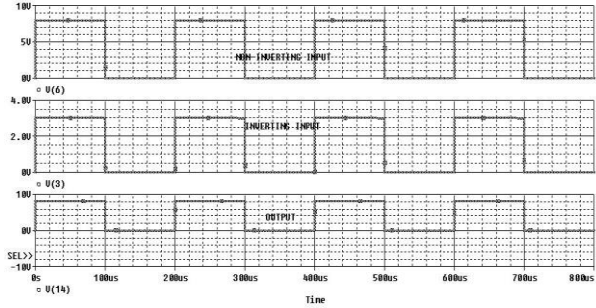 10V
5V
NON-INVERTING INPUT
0V
V(6)
4.0V
INVERTING INPUT
2.0V
0V
V(3)
10V
OUTPUT
0V
SEL>>
-10V
0s 100us 200us 300us 400us 500us 600us 700us 800us
V(14)
Time